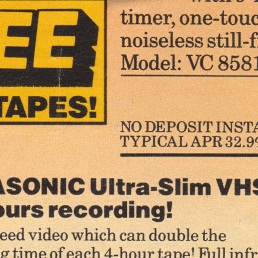 EE
TAPES!
timer, one-touc
noiseless still-f
Model: VC 8581
NO DEPOSIT INSTA
TYPICAL APR 32.9
ASONIC Ultra-Slim VHS
ours recording!
eed video which can double the
g time of each 4-hour tape! Full infr